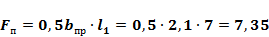 Fп = 0,5bпр · l1 = 0,5 · 2,1 · 7 = 7,35